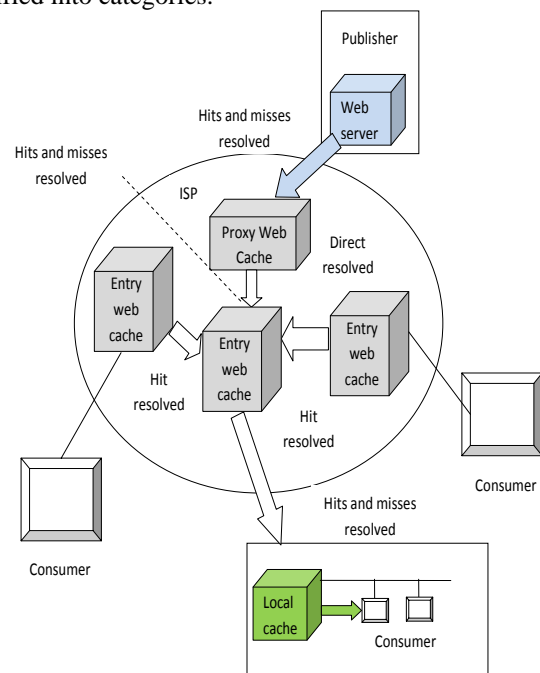 into categories.
Publisher
Web
server
Hits and misses
resolved
Hits and misses
resolved
ISP
Proxy Web
Cache
Direct
resolved
Entry
web
cache
Entry
web
cache
Entry
web
cache
Hit
resolved
Hit
resolved
Consumer
Consumer
Hits and misses
resolved
Local
cache
Consumer